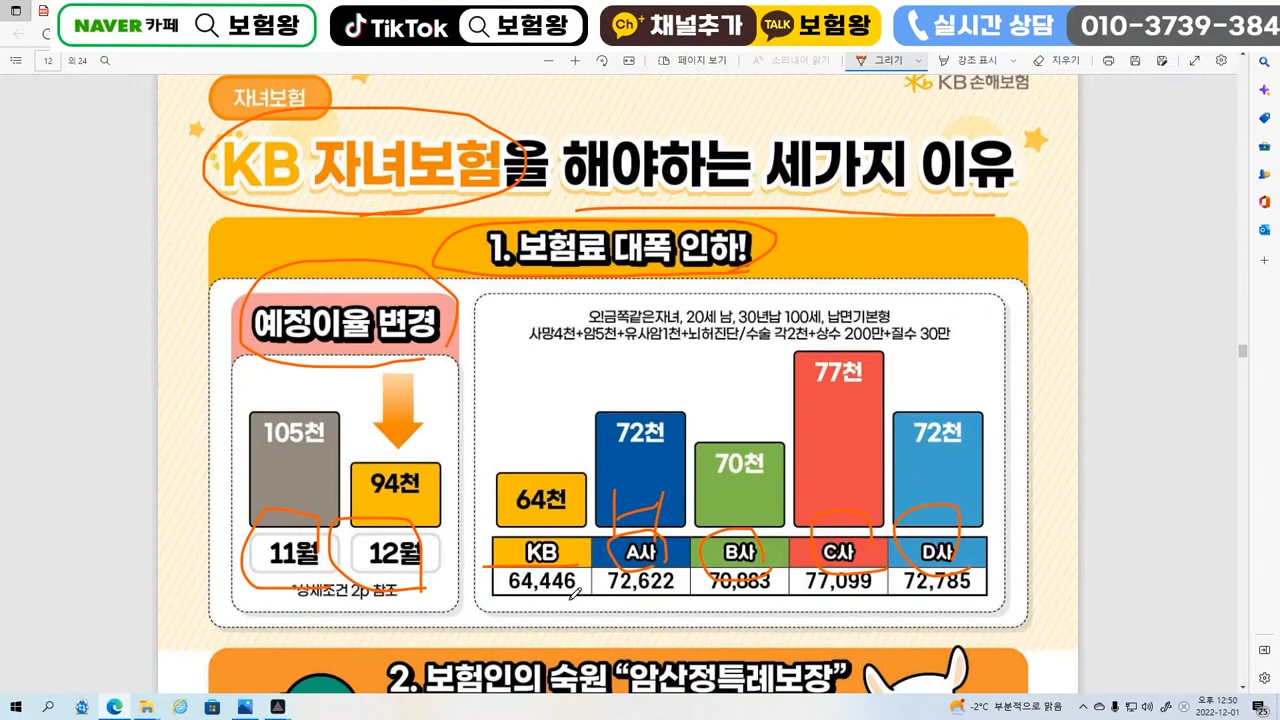 NAVER 카페 보험왕 TikTok 보험왕 Ch+ 채널추가 TALK 보험왕 실시간 상담 010-3739-384
12 의 24 페이지 보기 소리내어 읽기 그리기 강조 표시 지우기
자녀보험
KB 손해보험
KB 자녀보험을 해야하는 세가지 이유
1. 보험료 대폭 인하!
예정이율 변경
105천
94천
11월 12월
*상세조건 2p 참조
오!금쪽같은자녀, 20세 남, 30년납 100세, 납면기본형
사망4천+암5천+유사암1천+뇌허진단/수술 각2천+상수 200만+질수 30만
64천 72천 70천 77천 72천
KB A사 B사 C사 D사
64,446 72,622 70,883 77,099 72,785
2. 보험인의 숙원 “암산정특례보장”
-2°C 부분적으로 맑음
오후 12:50
2022-12-01
25